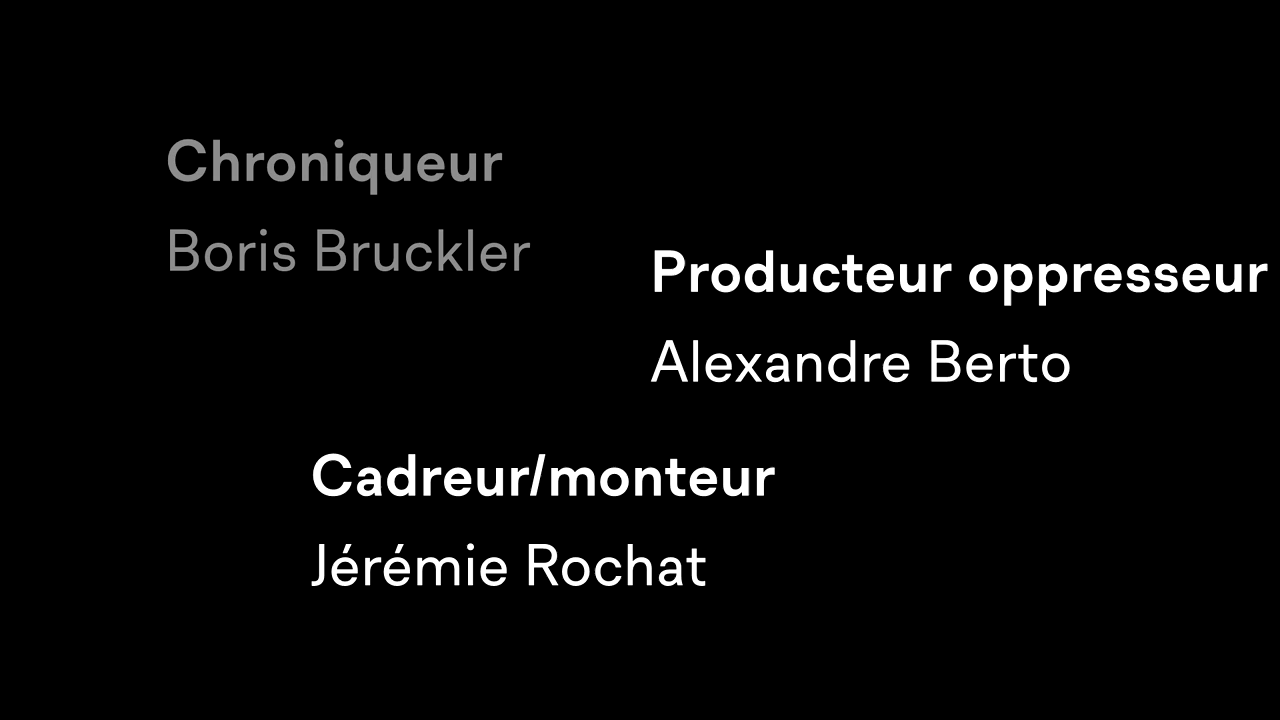 Chroniqueur
Boris Bruckler
Producteur oppresseur
Alexandre Berto
Cadreur/monteur
Jérémie Rochat